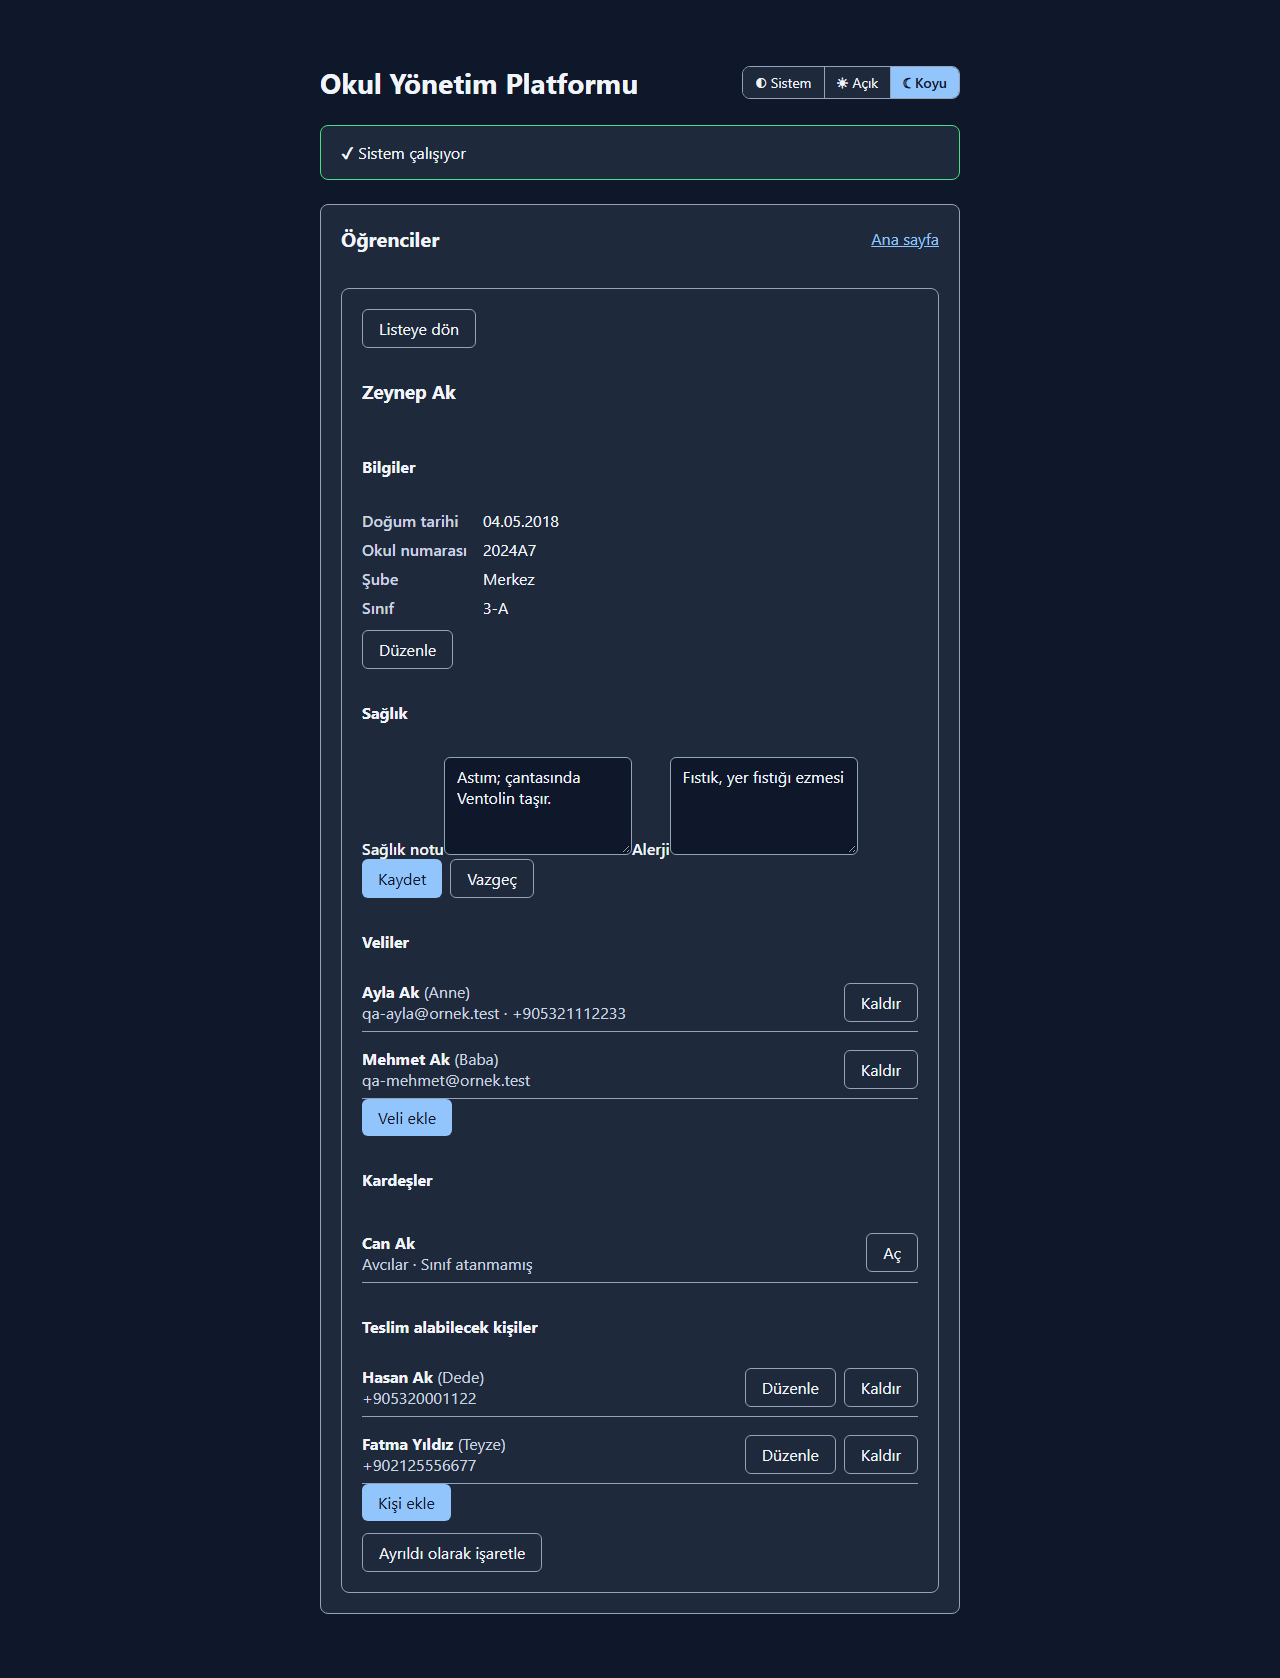 Okul Yönetim Platformu
◐ Sistem
☀ Açık
☾ Koyu
✓ Sistem çalışıyor
Öğrenciler
Ana sayfa
Listeye dön
Zeynep Ak
Bilgiler
Doğum tarihi 04.05.2018
Okul numarası 2024A7
Şube Merkez
Sınıf 3-A
Düzenle
Sağlık
Sağlık notu
Astım; çantasında
Ventolin taşır.
Alerji
Fıstık, yer fıstığı ezmesi
Kaydet
Vazgeç
Veliler
Ayla Ak (Anne)
qa-ayla@ornek.test · +905321112233
Kaldır
Mehmet Ak (Baba)
qa-mehmet@ornek.test
Kaldır
Veli ekle
Kardeşler
Can Ak
Avcılar · Sınıf atanmamış
Aç
Teslim alabilecek kişiler
Hasan Ak (Dede)
+905320001122
Düzenle
Kaldır
Fatma Yıldız (Teyze)
+902125556677
Düzenle
Kaldır
Kişi ekle
Ayrıldı olarak işaretle